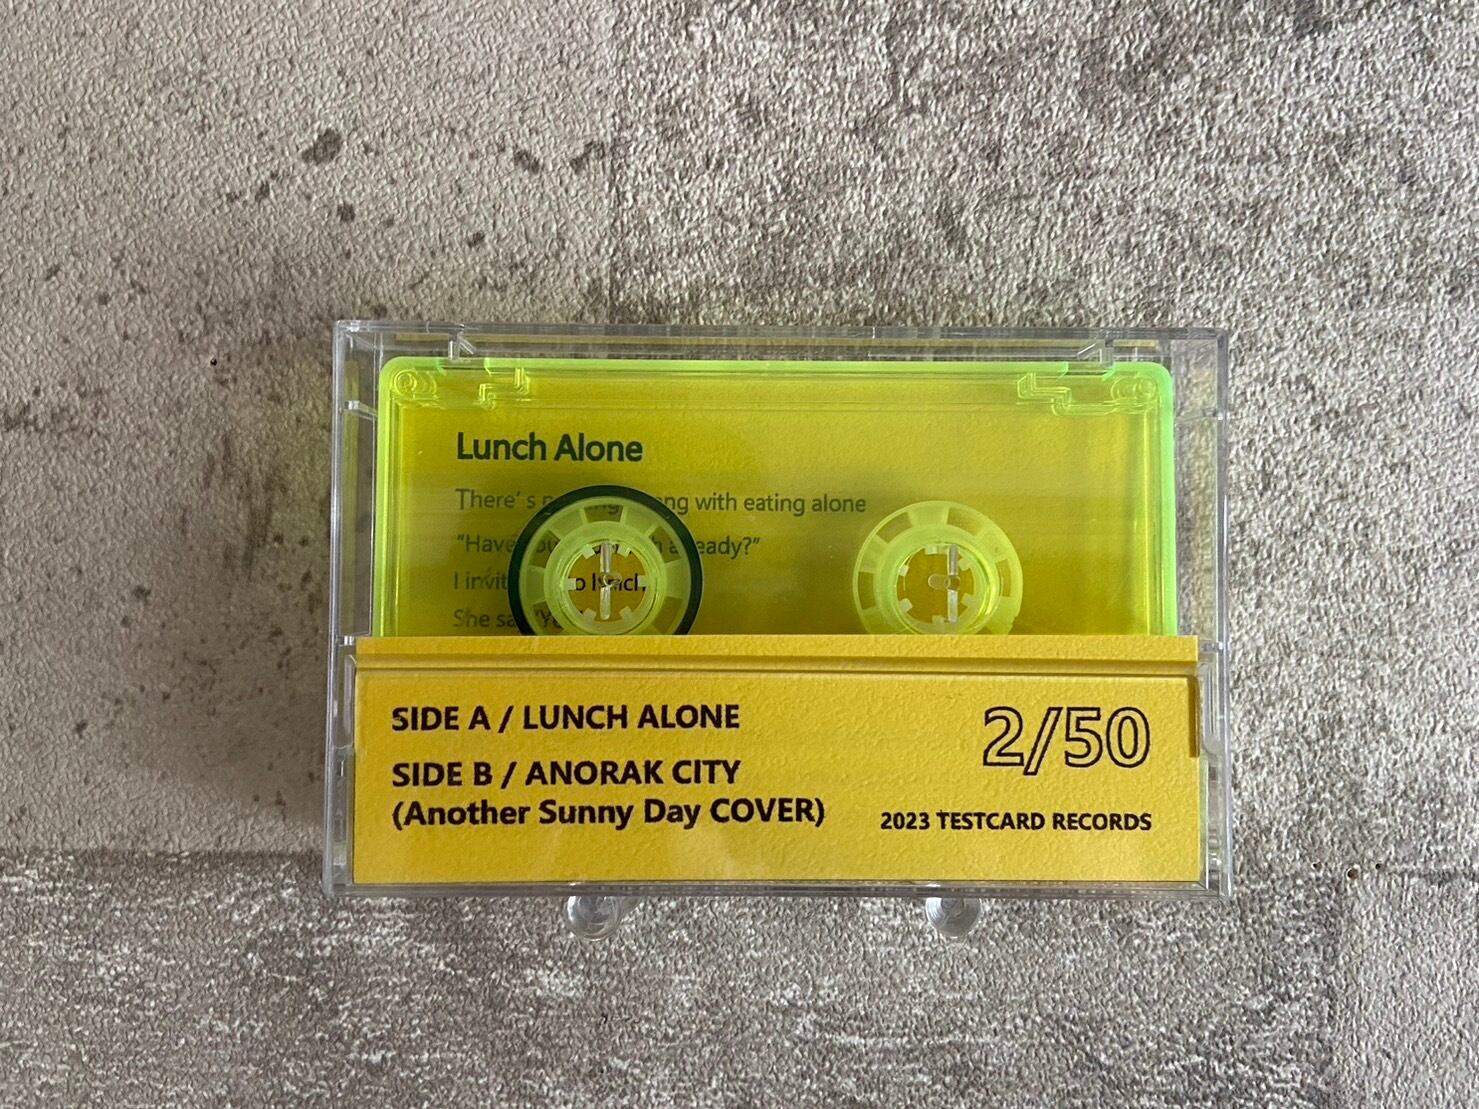 Lunch Alone
There's with eating alone
"Have
I invit
She sa
SIDE A / LUNCH ALONE
2/50
SIDE B / ANORAK CITY
(Another Sunny Day COVER)
2023 TESTCARD RECORDS